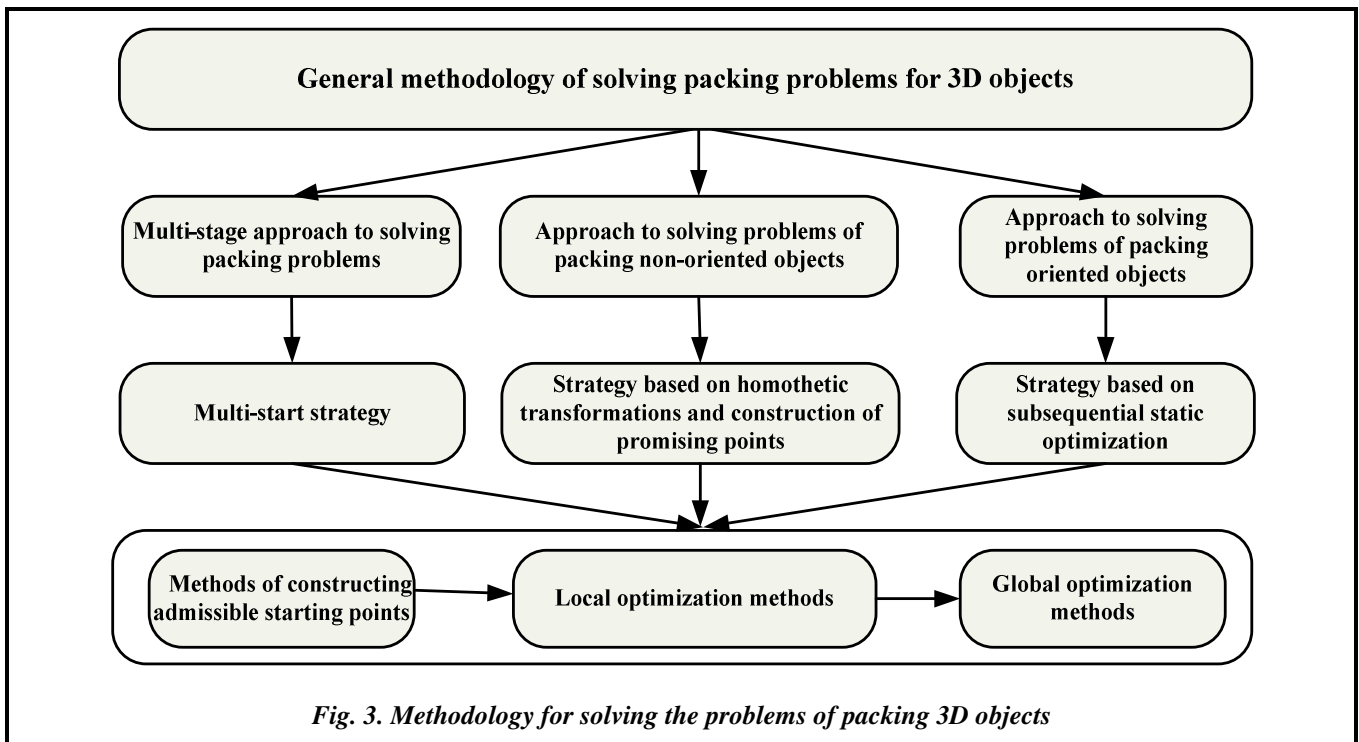 General methodology of solving packing problems for 3D objects
Multi-stage approach to solving
packing problems
Approach to solving problems of
packing non-oriented objects
Approach to solving
problems of packing
oriented objects
Multi-start strategy
Strategy based on homothetic
transformations and construction of
promising points
Strategy based on
subsequential static
optimization
Methods of constructing
admissible starting points
Local optimization methods
Global optimization
methods
Fig. 3. Methodology for solving the problems of packing 3D objects